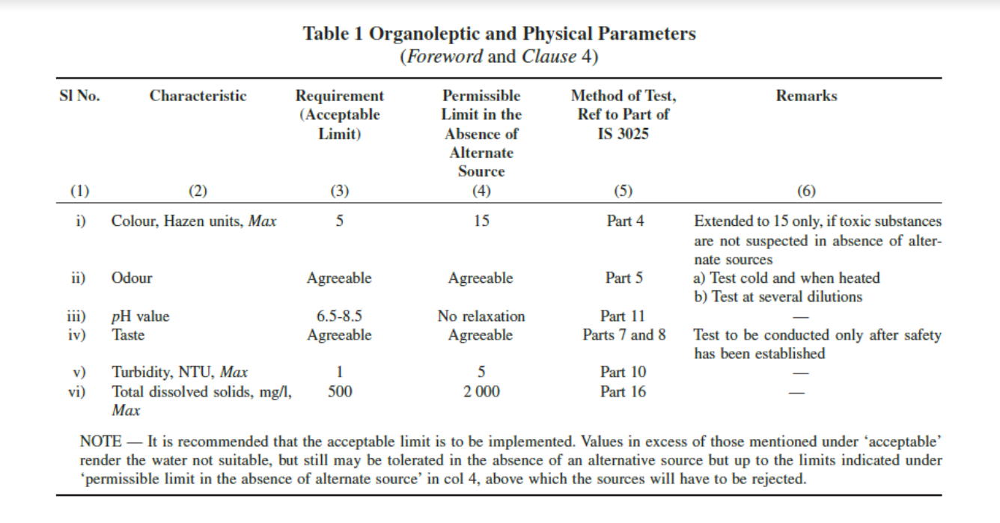 Table 1 Organoleptic and Physical Parameters
(Foreword and Clause 4)
Sl No. Characteristic Requirement (Acceptable Limit) Permissible Limit in the Absence of Alternate Source Method of Test, Ref to Part of IS 3025 Remarks
(1) (2) (3) (4) (5) (6)
i) Colour, Hazen units, Max 5 15 Part 4 Extended to 15 only, if toxic substances
are not suspected in absence of alter-
nate sources
ii) Odour Agreeable Agreeable Part 5 a) Test cold and when heated
b) Test at several dilutions
iii) pH value 6.5-8.5 No relaxation Part 11 —
iv) Taste Agreeable Agreeable Parts 7 and 8 Test to be conducted only after safety
has been established
v) Turbidity, NTU, Max 1 5 Part 10 —
vi) Total dissolved solids, mg/l, 500 2 000 Part 16 —
Max
NOTE — It is recommended that the acceptable limit is to be implemented. Values in excess of those mentioned under ‘acceptable’
render the water not suitable, but still may be tolerated in the absence of an alternative source but up to the limits indicated under
‘permissible limit in the absence of alternate source’ in col 4, above which the sources will have to be rejected.